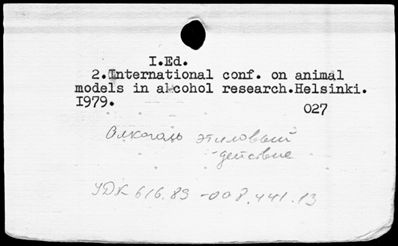 I.Ed.
2.International conf. on animal
models in alcohol research.Helsinki.
I979.
027
Алкоголь этиловый
- действие
УДК 616.89-008.441.13